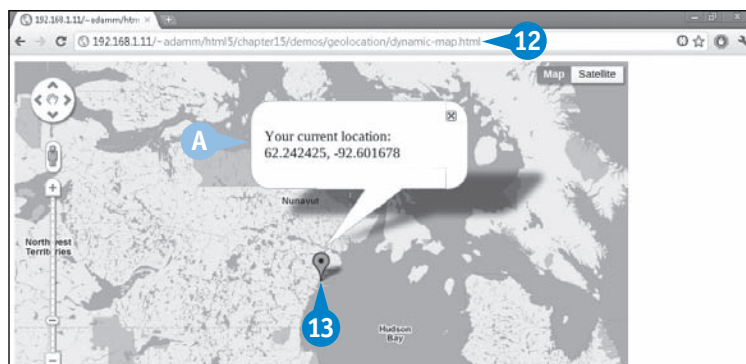 192.168.1.11/~adamm/htm
192.168.1.11/~adamm/html5/chapter15/demos/geolocation/dynamic-map.html
12
Map
Satellite
A
Your current location:
62.242425, -92.601678
Nunavut
Northwest
Territories
13
Hudson
Bay